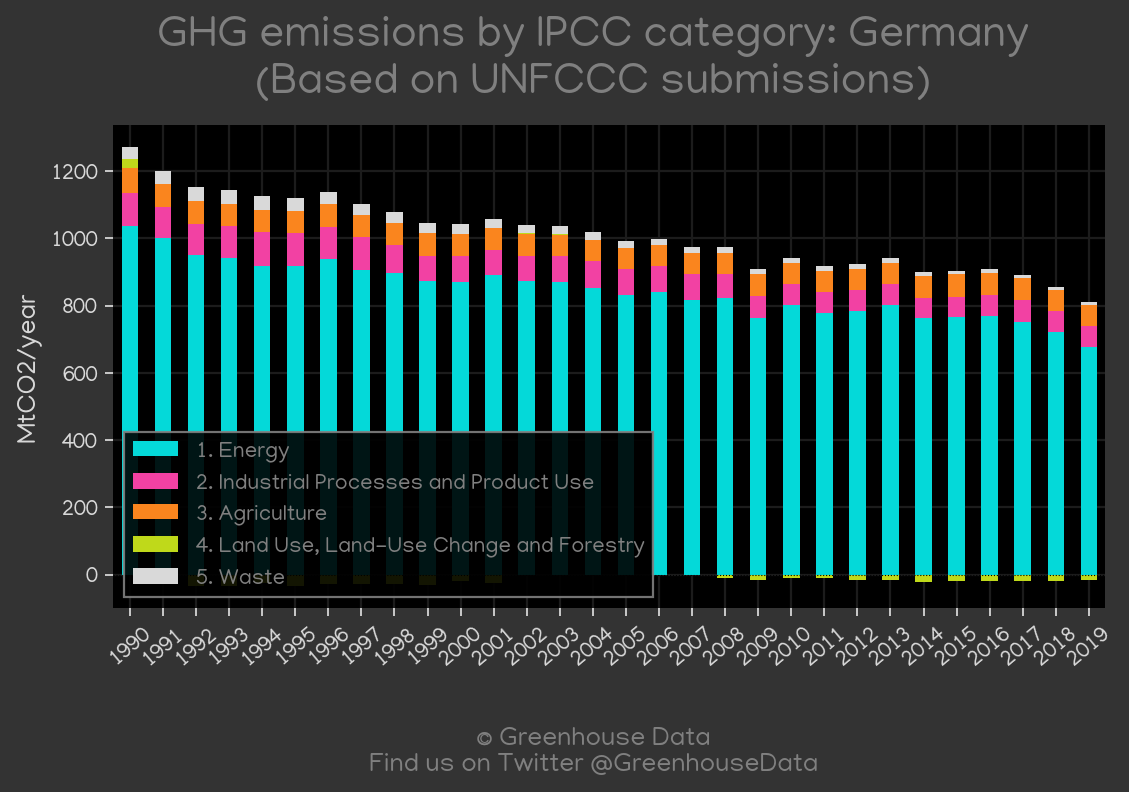 GHG emissions by IPCC category: Germany
(Based on UNFCCC submissions)
MtCO2/year
1200
1000
800
600
400
200
0
1. Energy
2. Industrial Processes and Product Use
3. Agriculture
4. Land Use, Land-Use Change and Forestry
5. Waste
1990 1991 1992 1993 1994 1995 1996 1997 1998 1999 2000 2001 2002 2003 2004 2005 2006 2007 2008 2009 2010 2011 2012 2013 2014 2015 2016 2017 2018 2019
© Greenhouse Data
Find us on Twitter @GreenhouseData